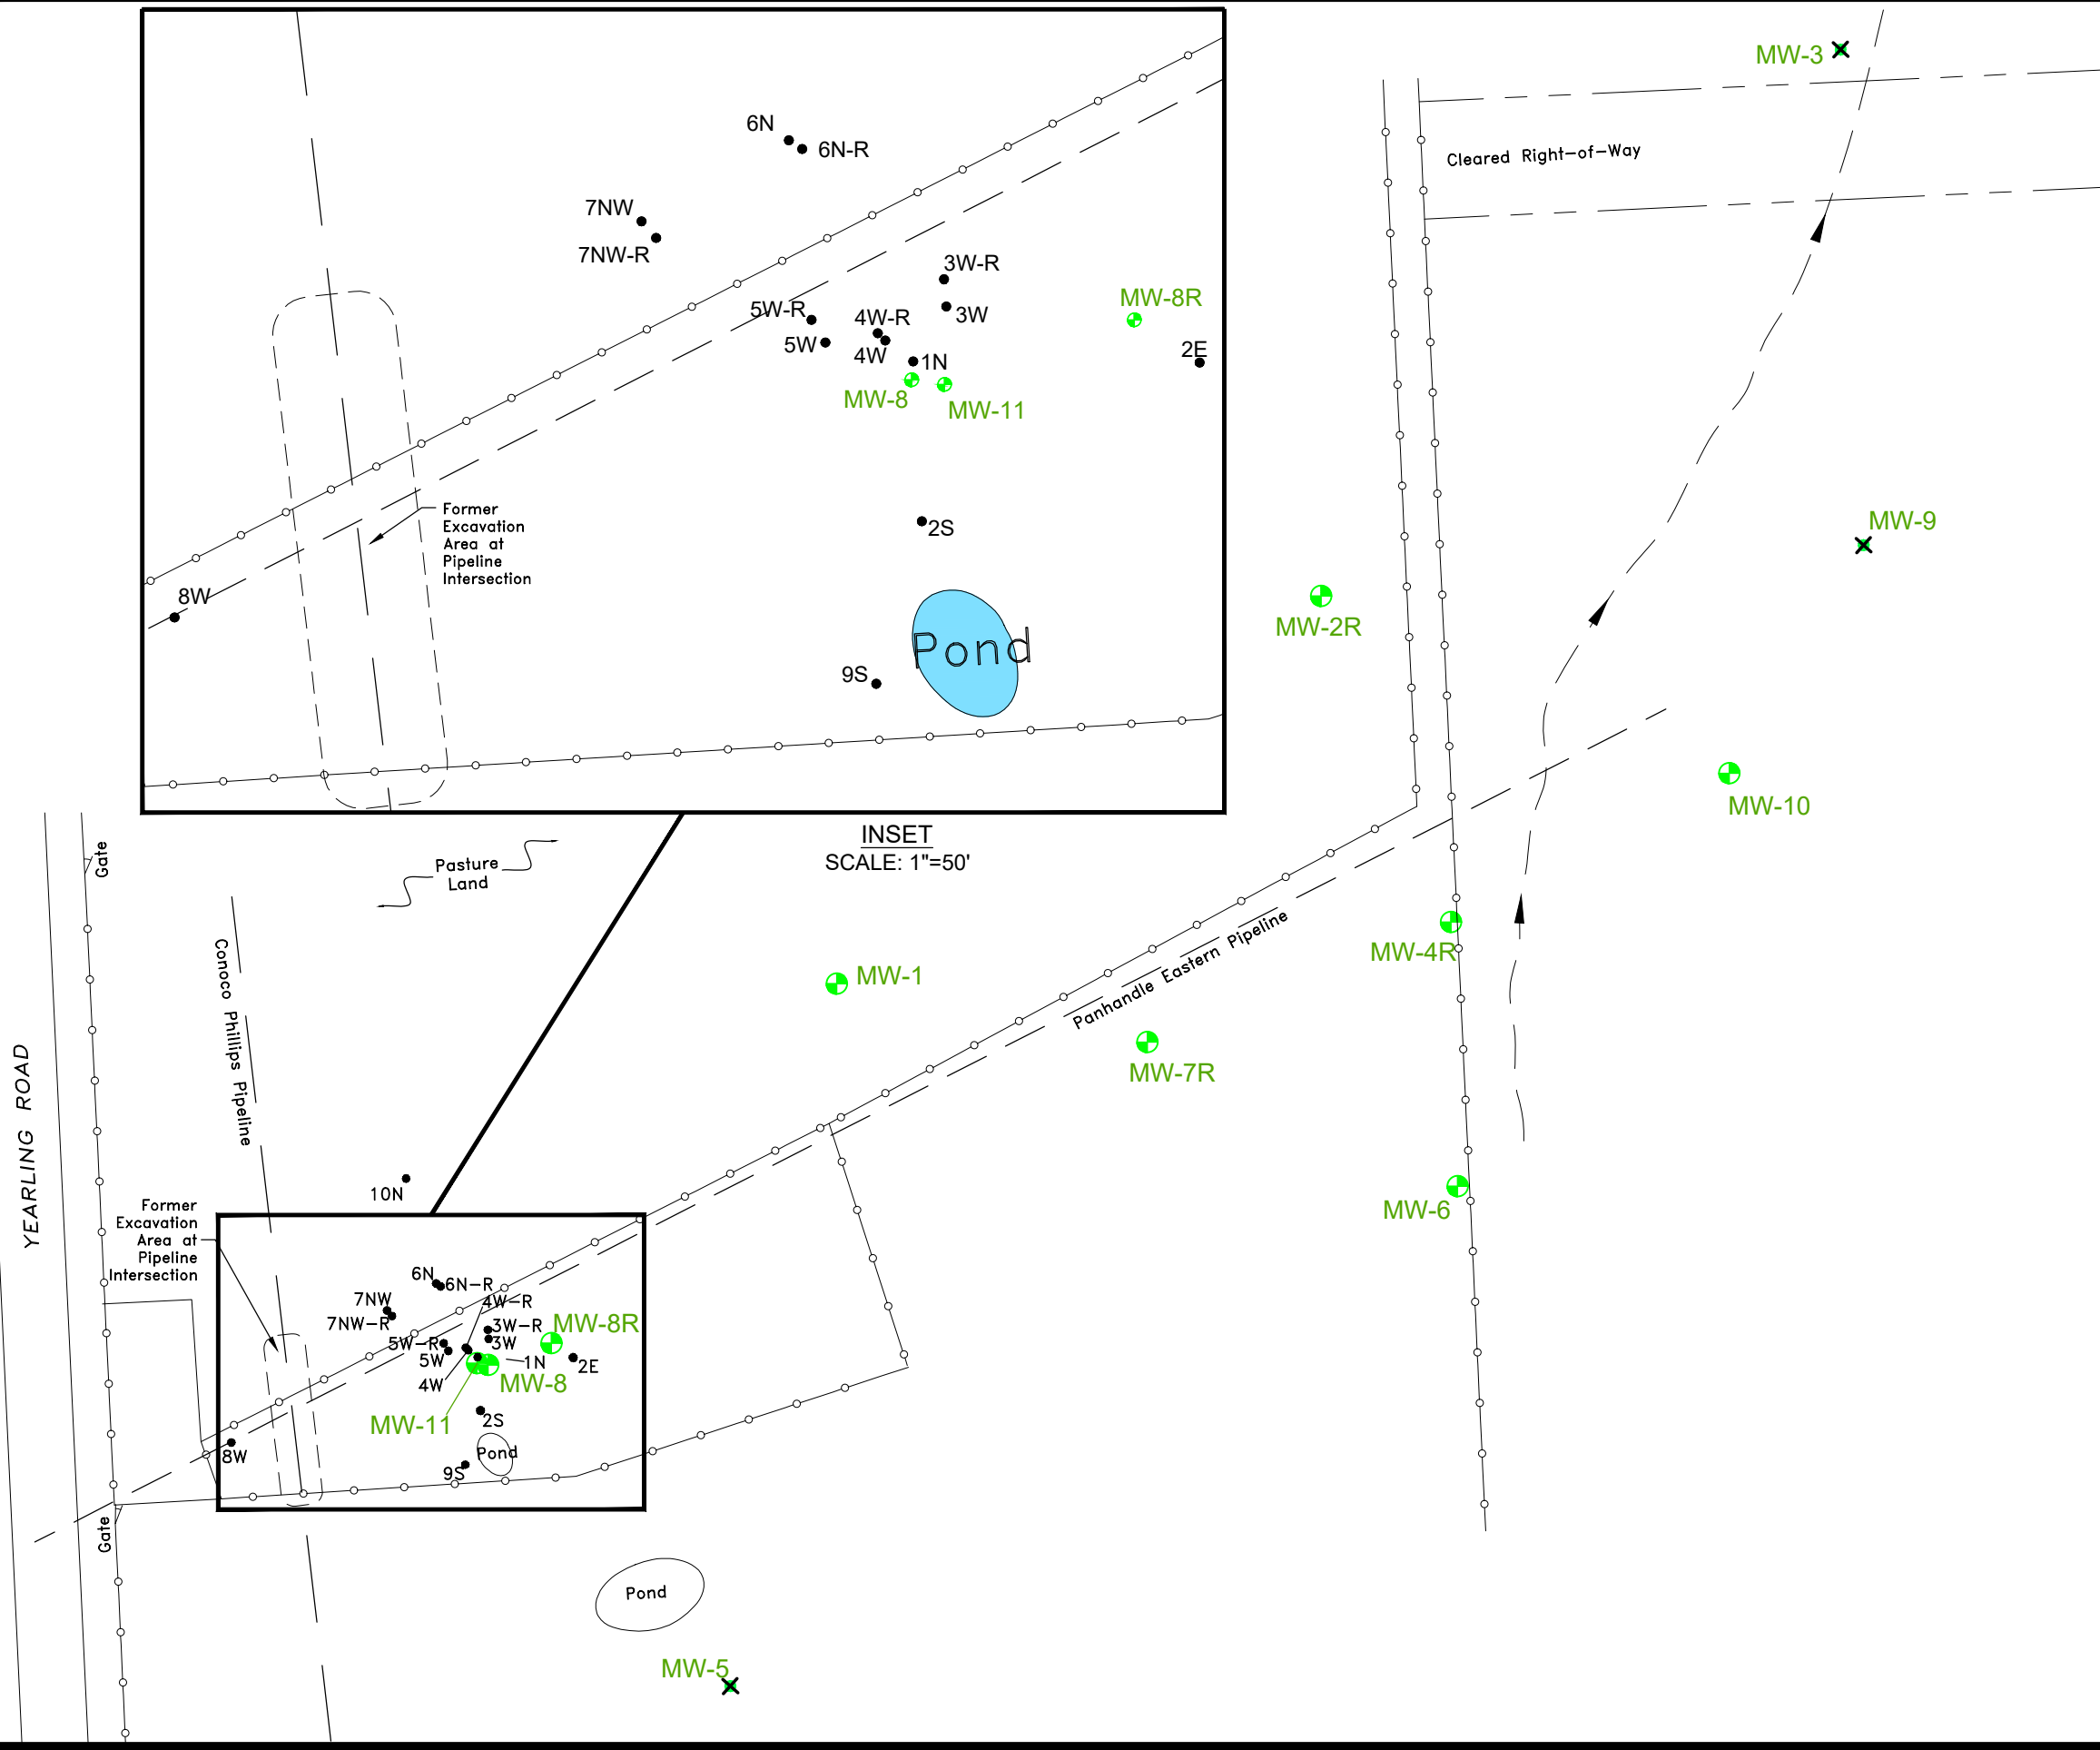 MW-3
Cleared Right-of-Way
6N
6N-R
7NW
7NW-R
3W-R
3W
MW-8R
5W-R
4W-R
5W
4W
1N
2E
MW-8
MW-11
Former
Excavation
Area at
Pipeline
Intersection
2S
8W
Pond
9S
MW-9
MW-2R
MW-10
INSET
SCALE: 1"=50'
Gate
Pasture
Land
Conoco Phillips Pipeline
Panhandle Eastern Pipeline
MW-4R
MW-1
MW-7R
YEARLING ROAD
10N
MW-6
Former
Excavation
Area at
Pipeline
Intersection
6N
6N-R
7NW
7NW-R
4W-R
3W-R
3W
MW-8R
5W-R
5W
1N
2E
4W
MW-8
MW-11
2S
8W
Pond
9S
Gate
Pond
MW-5